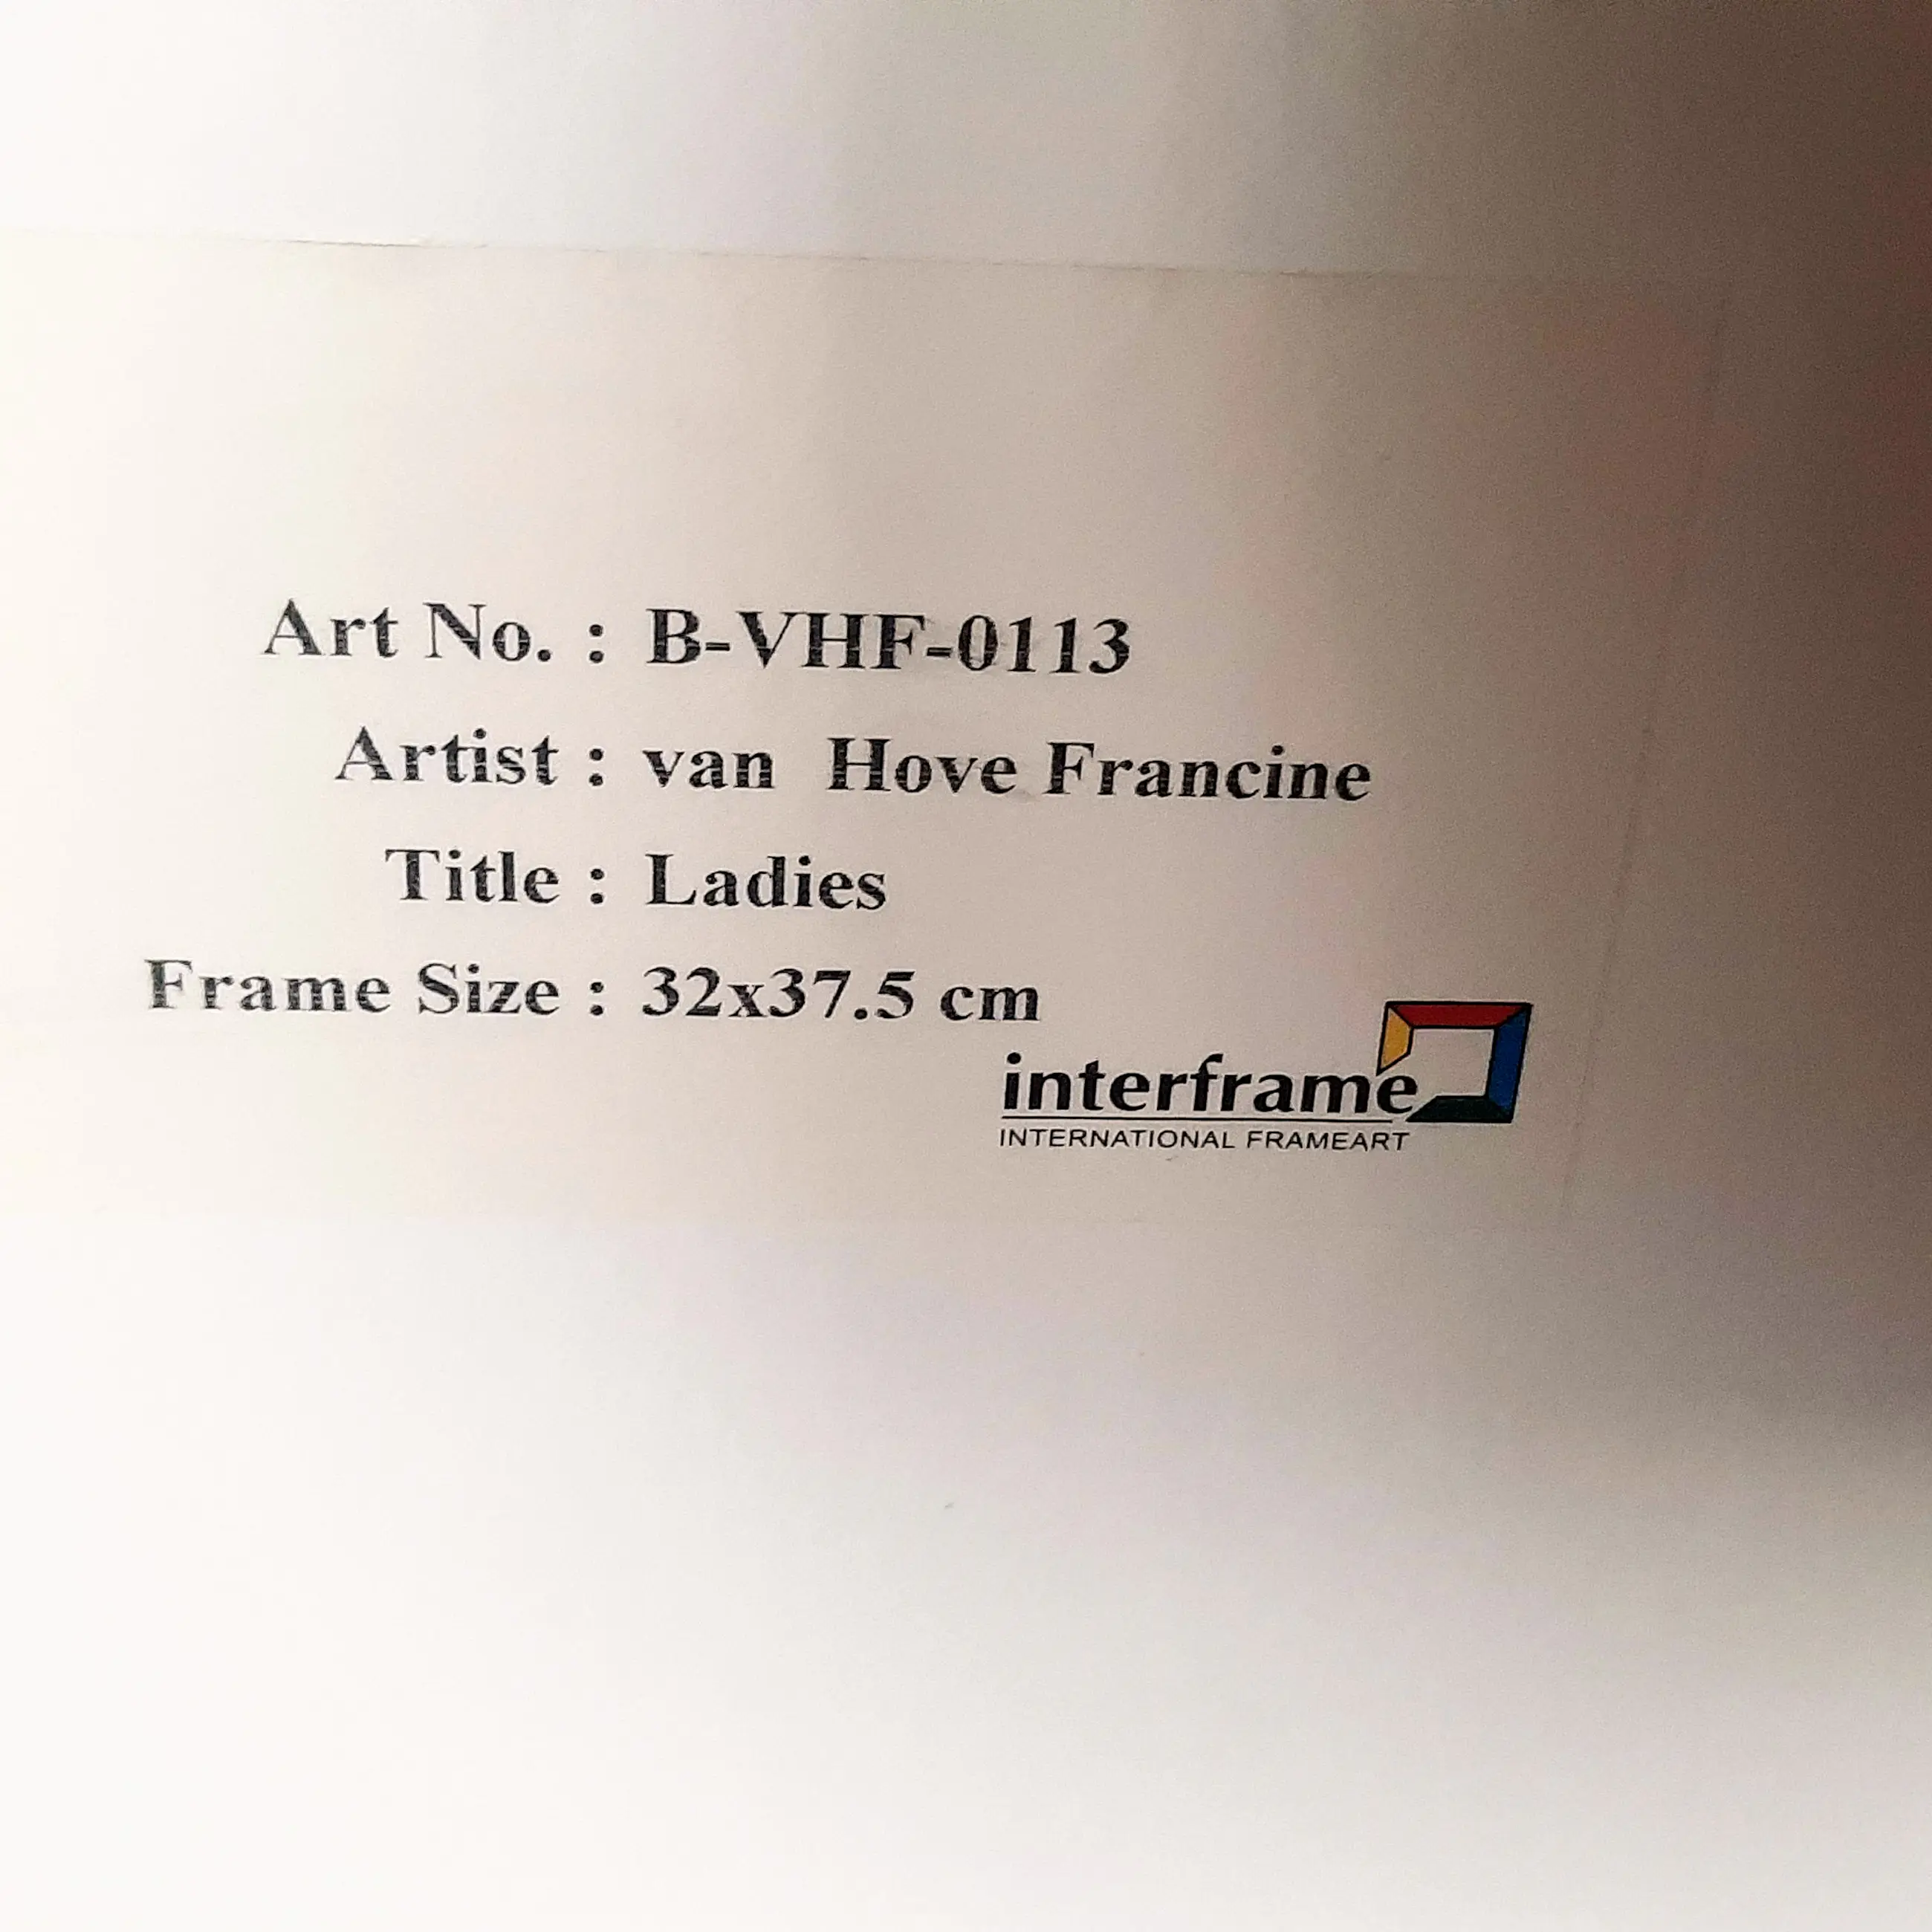 Art No. : B-VHF-0113
Artist : van Hove Francine
Title : Ladies
Frame Size : 32x37.5 cm
interframe
INTERNATIONAL FRAMEART